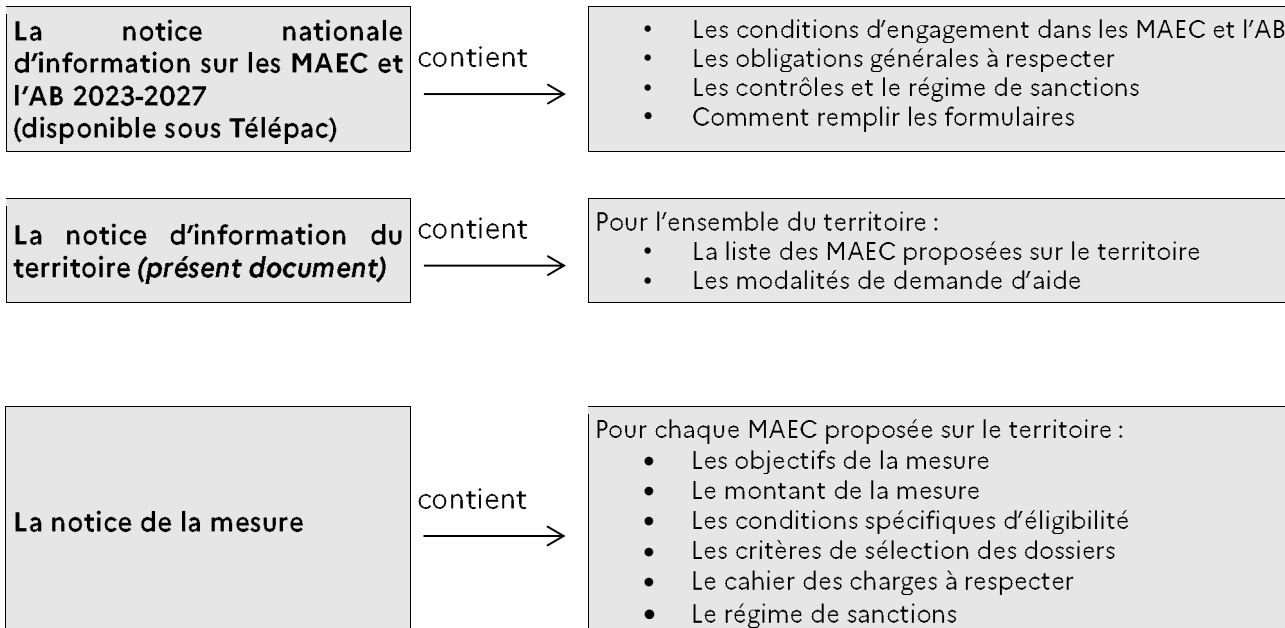 La notice nationale
d'information sur les MAEC et
l'AB 2023-2027
(disponible sous Télépac)
contient
• Les conditions d'engagement dans les MAEC et l'AB
• Les obligations générales à respecter
• Les contrôles et le régime de sanctions
• Comment remplir les formulaires
La notice d'information du
territoire (présent document)
contient
Pour l'ensemble du territoire :
• La liste des MAEC proposées sur le territoire
• Les modalités de demande d'aide
La notice de la mesure
contient
Pour chaque MAEC proposée sur le territoire :
• Les objectifs de la mesure
• Le montant de la mesure
• Les conditions spécifiques d'éligibilité
• Les critères de sélection des dossiers
• Le cahier des charges à respecter
• Le régime de sanctions